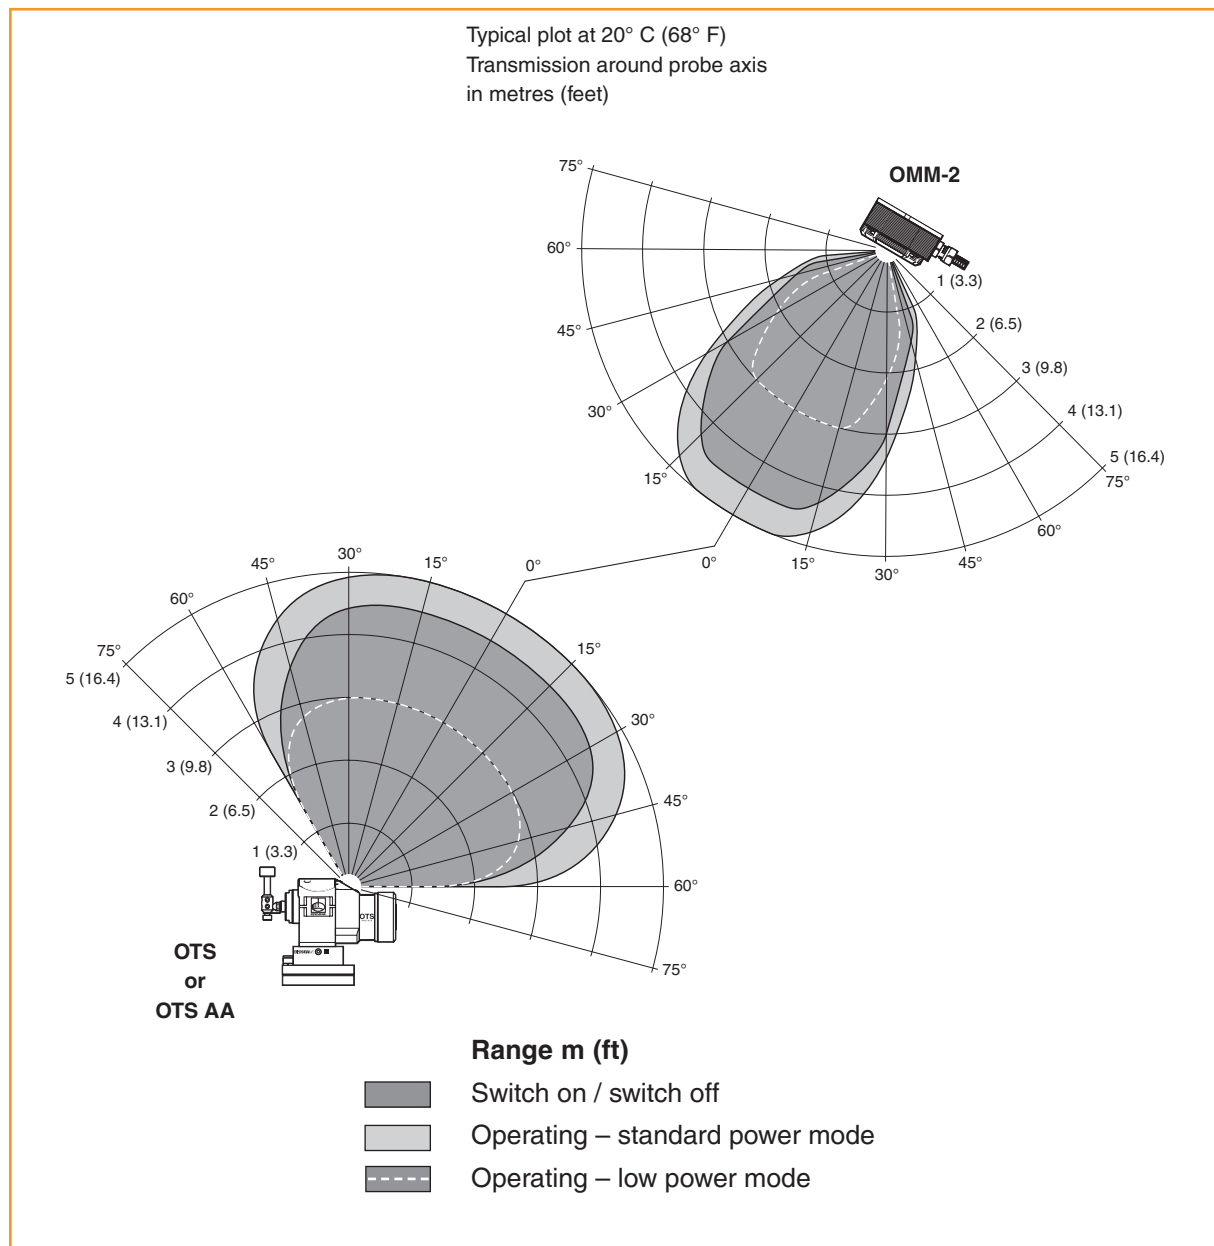 Typical plot at 20° C (68° F)
Transmission around probe axis
in metres (feet)
OMM-2
75°
60°
45°
30°
15°
0°
15°
30°
45°
60°
75°
1 (3.3)
2 (6.5)
3 (9.8)
4 (13.1)
5 (16.4)
75°
60°
45°
30°
15°
0°
15°
30°
45°
60°
75°
5 (16.4)
4 (13.1)
3 (9.8)
2 (6.5)
1 (3.3)
OTS
OTS
or
OTS AA
Range m (ft)
Switch on / switch off
Operating – standard power mode
Operating – low power mode